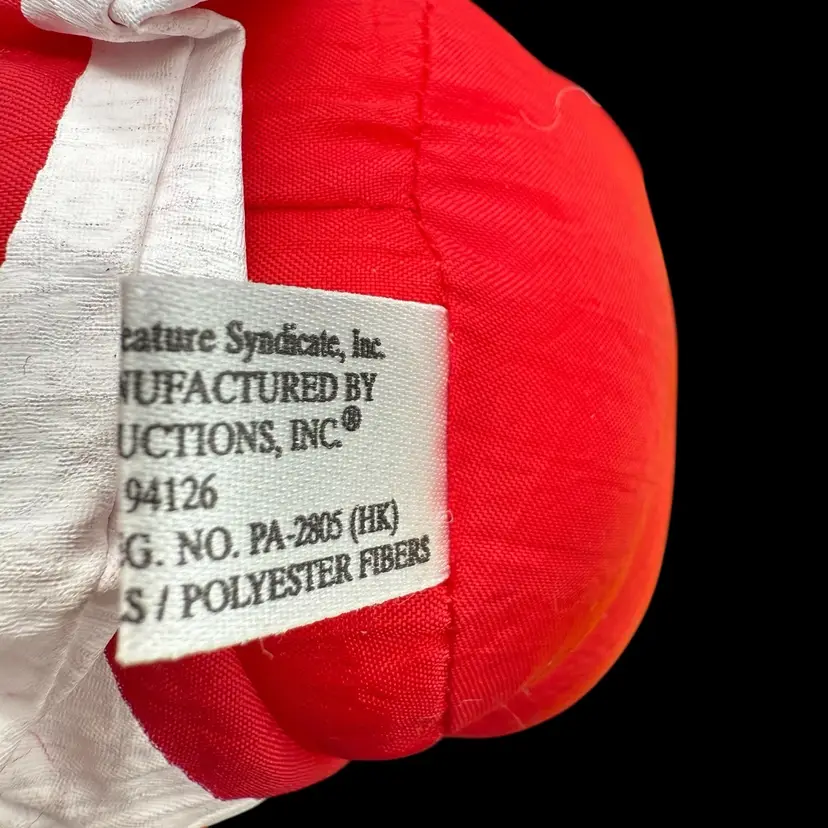 eature Syndicate, Inc.
NUFACTURED BY
UCTIONS, INC.®
94126
G. NO. PA-2805 (HK)
S / POLYESTER FIBERS